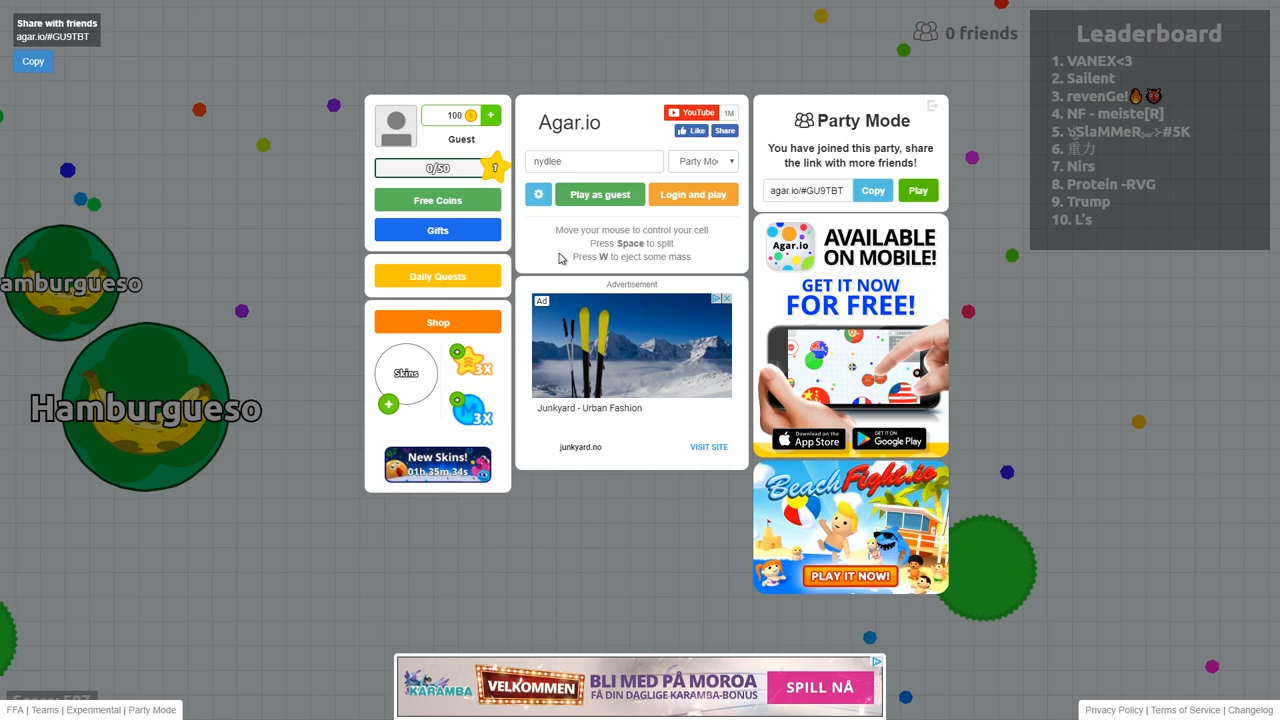 Share with friends
agar.io/#GU9TBT
Copy
0 friends
Leaderboard
1. VANEX<3
2. Sailent
3. revenGe!🔥👹
4. NF - meiste[R]
#5K
6. 重力
7. Nirs
8. Protein -RVG
9. Trump
10. L's
100
+
Guest
0/50
1
Free Coins
Gifts
Daily Quests
Shop
Skins
3X
3X
New Skins!
01h 35m 34s
YouTube 1M
Agar.io
Like Share
nydlee
Party Mo
Play as guest
Login and play
Move your mouse to control your cell
Press Space to split
Press W to eject some mass
Advertisement
Ad
Junkyard - Urban Fashion
junkyard.no
VISIT SITE
Party Mode
You have joined this party, share
the link with more friends!
agar.io/#GU9TBT
Copy
Play
Agar.io
AVAILABLE
ON MOBILE!
GET IT NOW
FOR FREE!
Download on the
App Store
GET IT ON
Google Play
BeachFight.io
PLAY IT NOW!
amburgueso
Hamburgueso
KARAMBA
VELKOMMEN
BLI MED PÅ MOROA
FÅ DIN DAGLIGE KARAMBA-BONUS
SPILL NÅ
FFA | Teams | Experimental | Party Mode
Privacy Policy | Terms of Service | Changelog